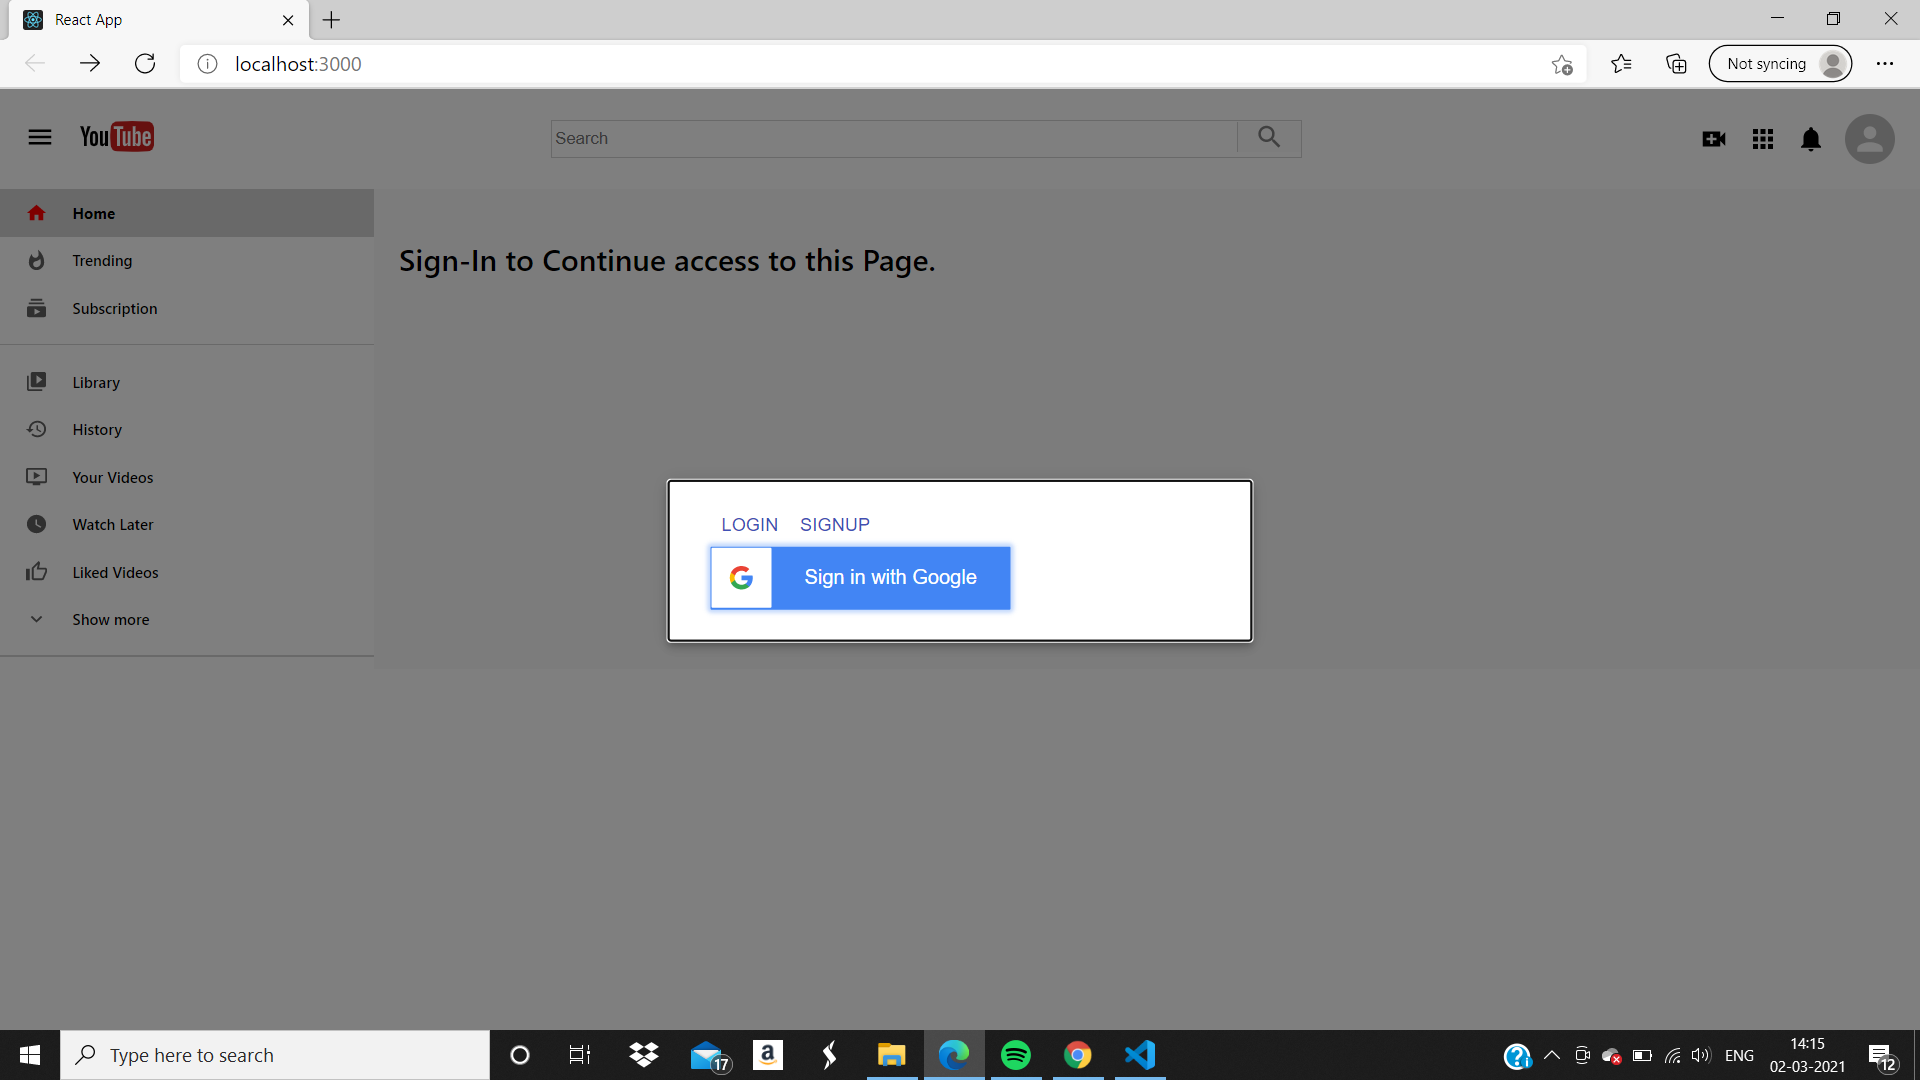 React App
localhost:3000
Not syncing
YouTube
Search
Home
Trending
Subscription
Library
History
Your Videos
Watch Later
Liked Videos
Show more
Sign-In to Continue access to this Page.
LOGIN SIGNUP
Sign in with Google
Type here to search
17
a
ENG
14:15
02-03-2021
12